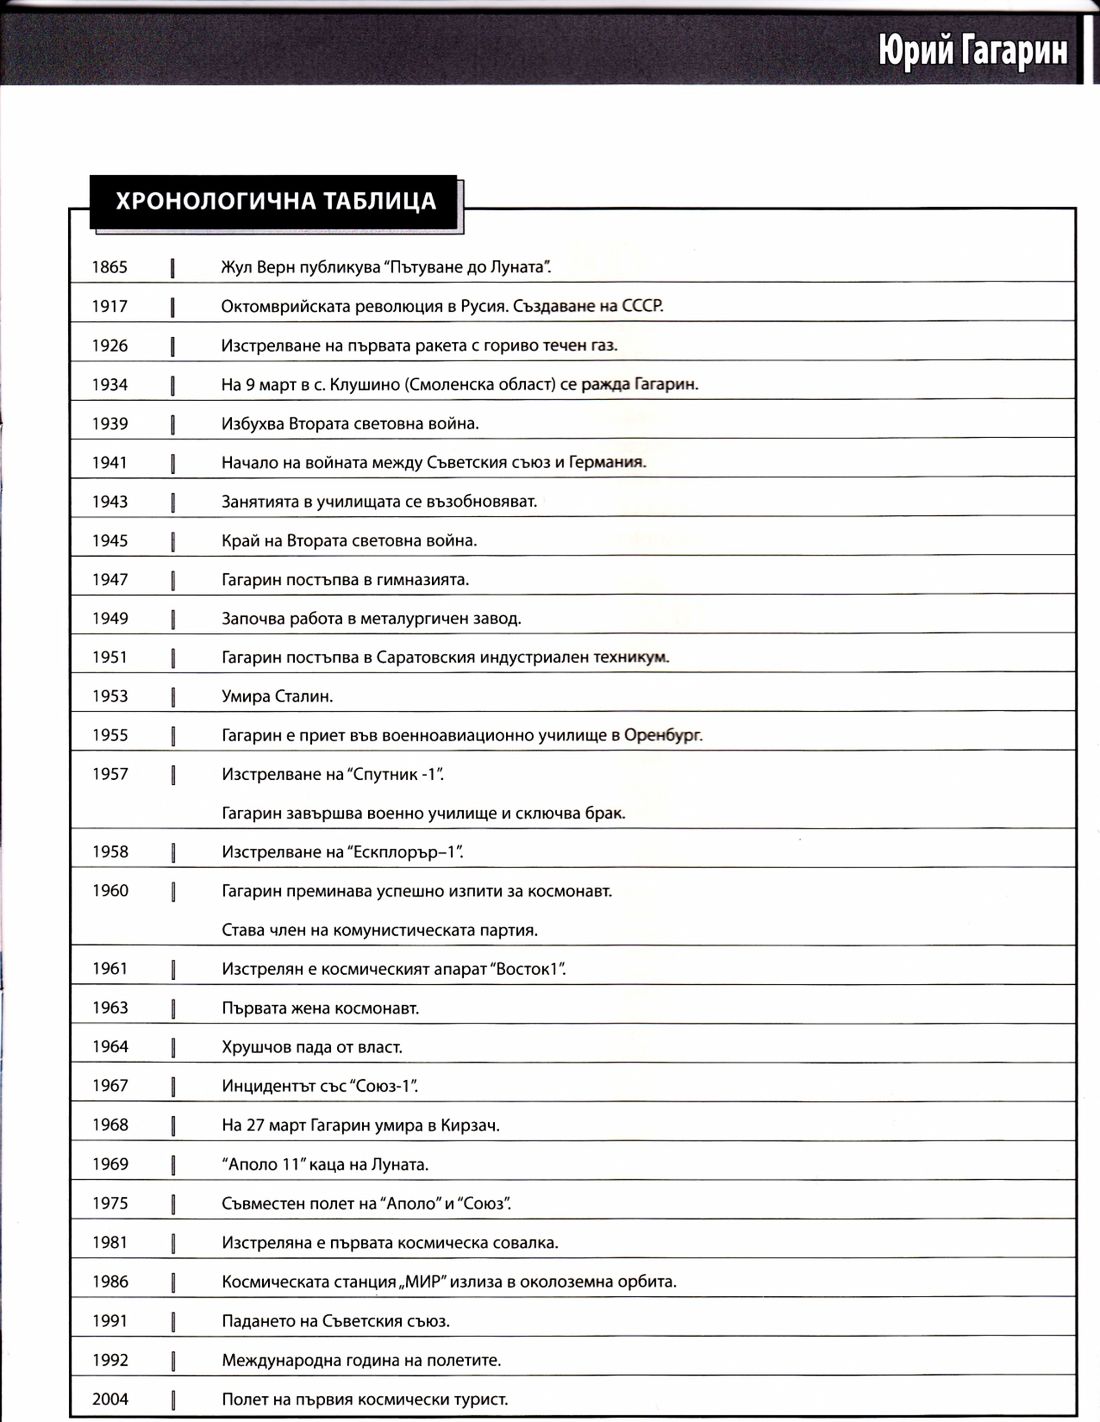 Юрий Гагарин
ХРОНОЛОГИЧНА ТАБЛИЦА
1865 Жул Верн публикува “Пътуване до Луната”.
1917 Октомврийската революция в Русия. Създаване на СССР.
1926 Изстрелване на първата ракета с гориво течен газ.
1934 На 9 март в с. Клушино (Смоленска област) се ражда Гагарин.
1939 Избухва Втората световна война.
1941 Начало на войната между Съветския съюз и Германия.
1943 Занятията в училищата се възобновяват.
1945 Край на Втората световна война.
1947 Гагарин постъпва в гимназията.
1949 Започва работа в металургичен завод.
1951 Гагарин постъпва в Саратовския индустриален техникум.
1953 Умира Сталин.
1955 Гагарин е приет във военноавиационно училище в Оренбург.
1957 Изстрелване на “Спутник -1”.
Гагарин завършва военно училище и сключва брак.
1958 Изстрелване на “Ескплорър–1”.
1960 Гагарин преминава успешно изпити за космонавт.
Става член на комунистическата партия.
1961 Изстрелян е космическият апарат “Восток1”.
1963 Първата жена космонавт.
1964 Хрушчов пада от власт.
1967 Инцидентът със “Союз-1”.
1968 На 27 март Гагарин умира в Кирзач.
1969 “Аполо 11” каца на Луната.
1975 Съвместен полет на “Аполо” и “Союз”.
1981 Изстреляна е първата космическа совалка.
1986 Космическата станция „МИР” излиза в околоземна орбита.
1991 Падането на Съветския съюз.
1992 Международна година на полетите.
2004 Полет на първия космически турист.